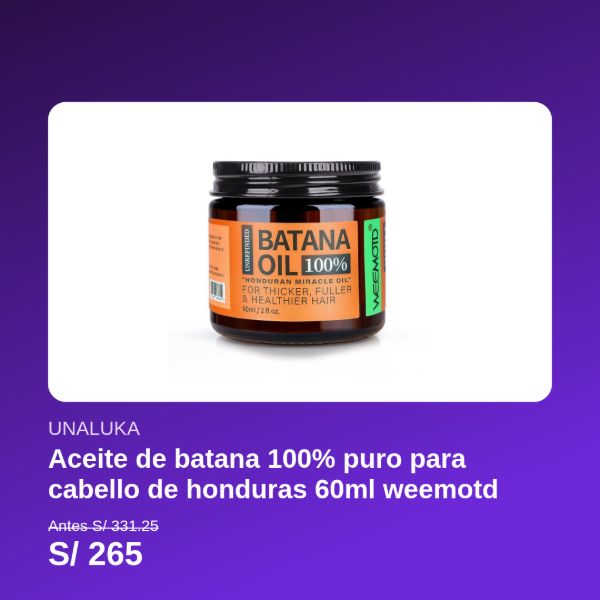 UNREFINDED
BATANA
OIL 100%
"HONDURAN MIRACLE OIL"
FOR THICKER, FULLER
& HEALTHIER HAIR
60ml / 2 fl oz.
WEEMOTD®
UNALUKA
Aceite de batana 100% puro para
cabello de honduras 60ml weemotd
Antes S/ 331.25
S/ 265